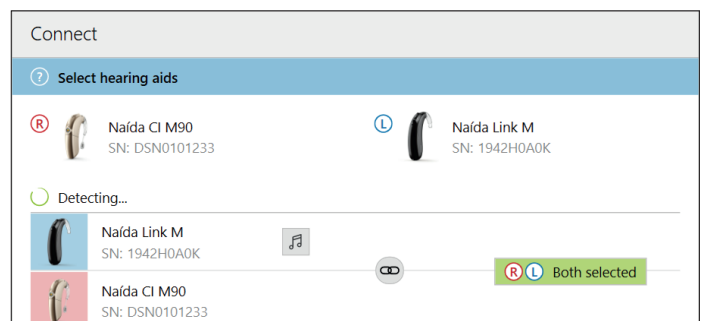 Connect
? Select hearing aids
R Naída CI M90 L Naída Link M
SN: DSN0101233 SN: 1942H0A0K
Detecting...
Naída Link M
SN: 1942H0A0K
R L Both selected
Naída CI M90
SN: DSN0101233